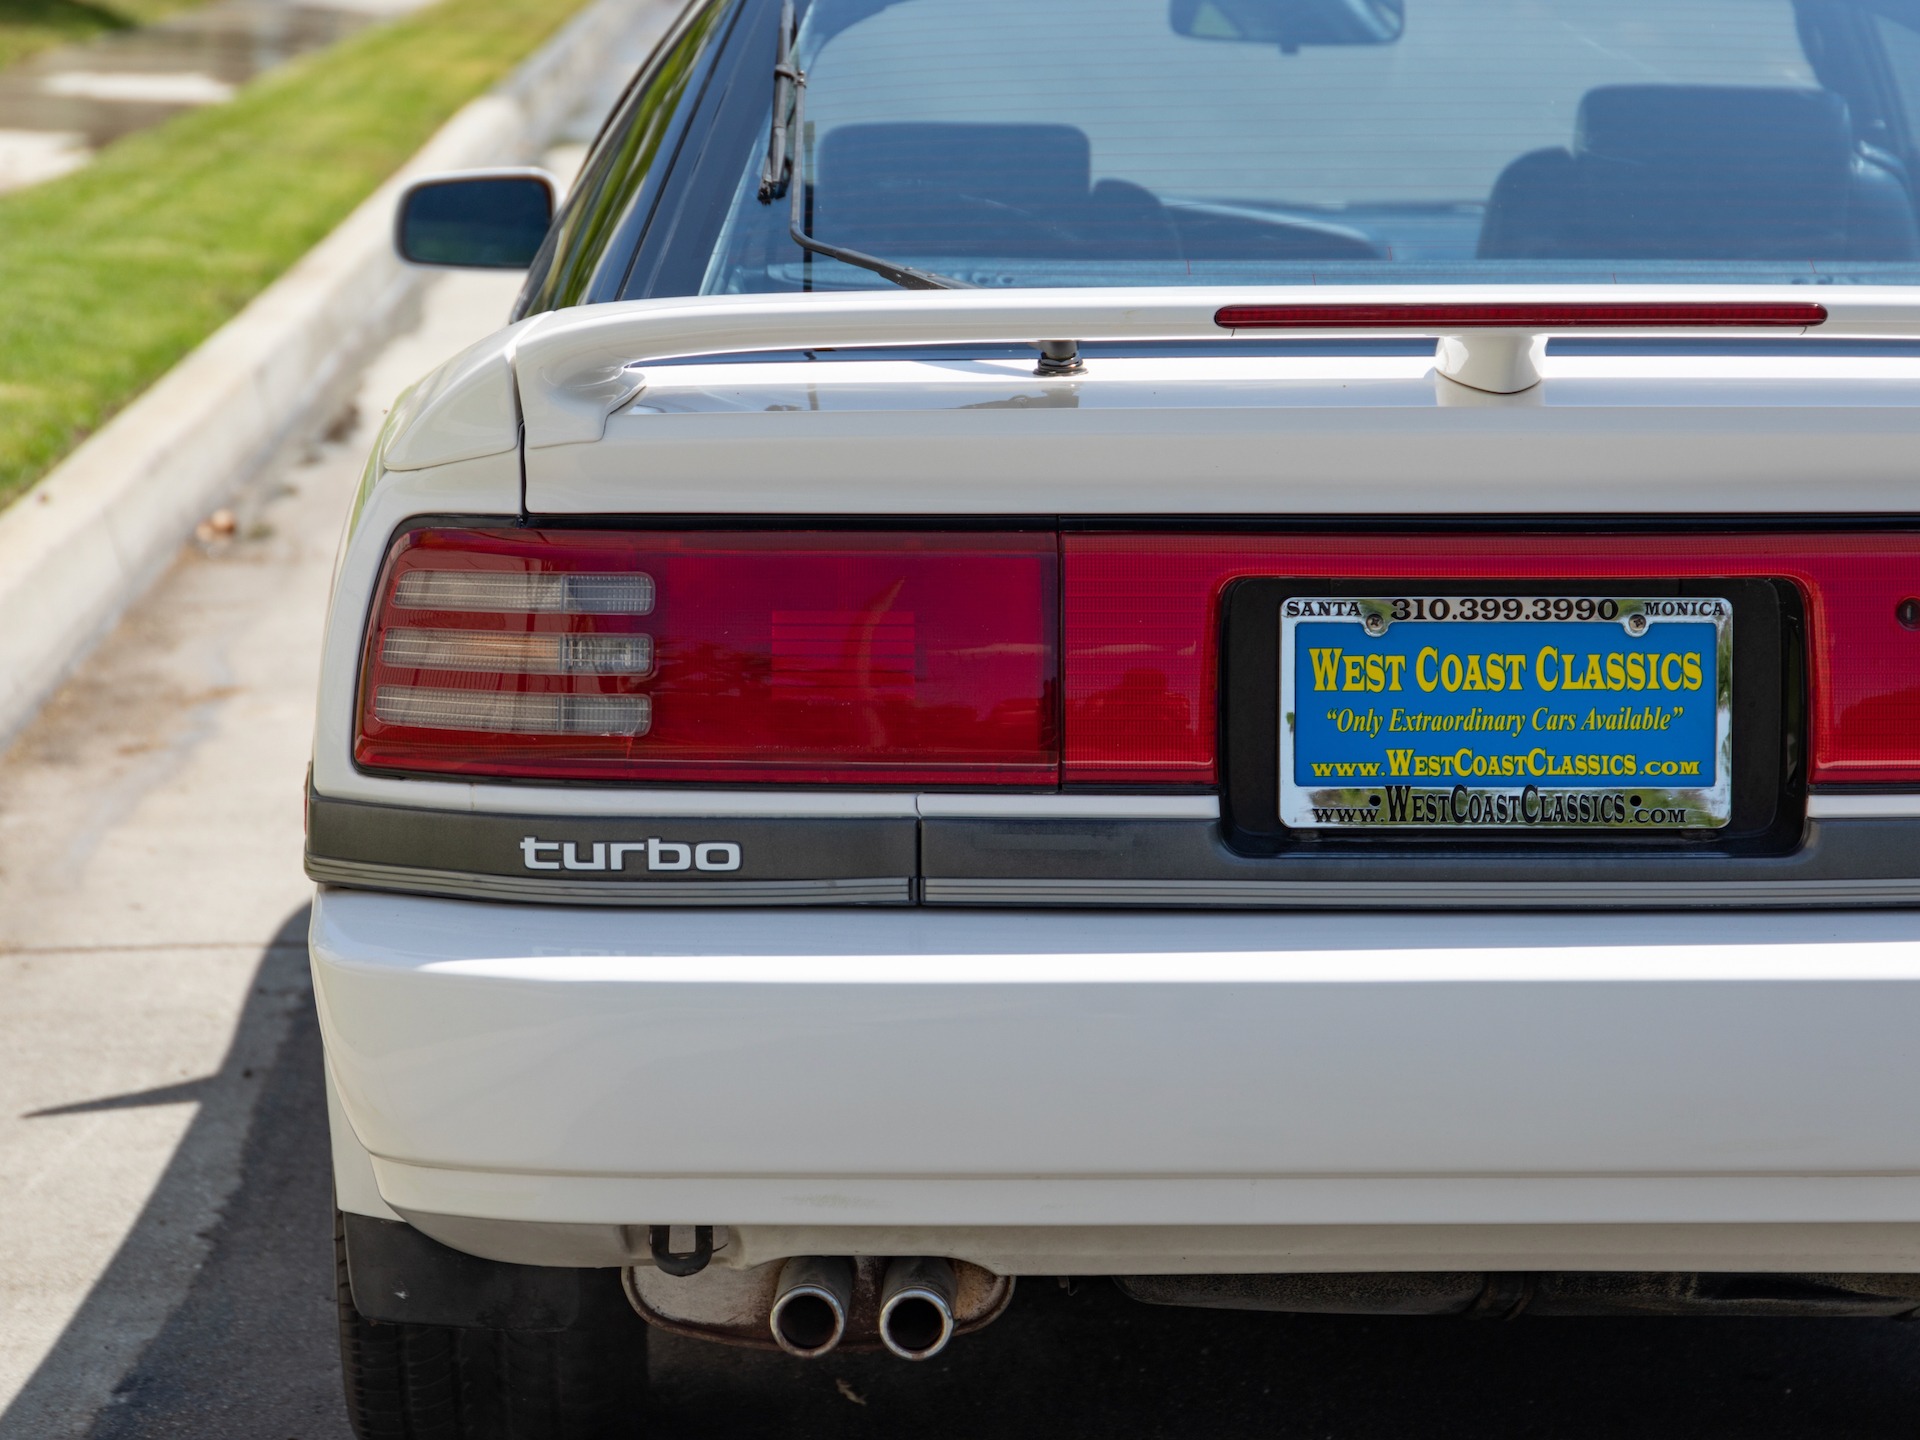 SANTA 310.399.3990 MONICA
WEST COAST CLASSICS
“Only Extraordinary Cars Available”
WWW.WESTCOASTCLASSICS.COM
www.•WESTCOASTCLASSICS•.COM
turbo